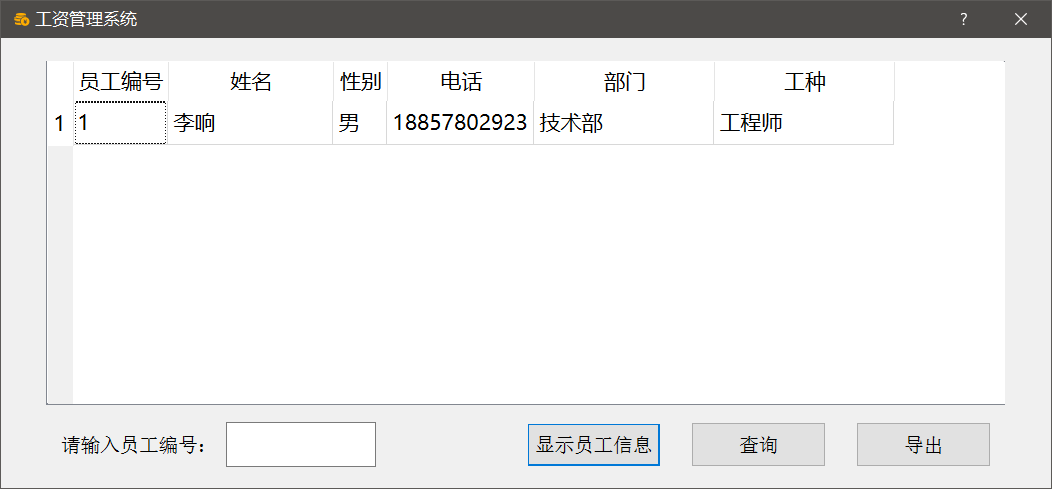 工资管理系统 ?
员工编号 姓名 性别 电话 部门 工种
1 1 李响 男 18857802923 技术部 工程师
请输入员工编号： 显示员工信息 查询 导出